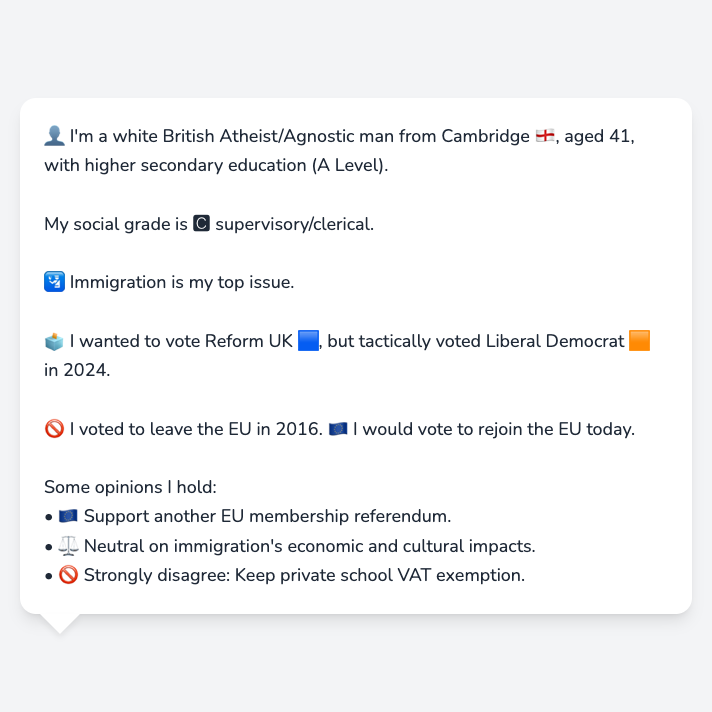 👤 I'm a white British Atheist/Agnostic man from Cambridge 🏴󠁧󠁢󠁥󠁮󠁧󠁿, aged 41,
with higher secondary education (A Level).
My social grade is 🅲 supervisory/clerical.
🛂 Immigration is my top issue.
🗳️ I wanted to vote Reform UK 🟦, but tactically voted Liberal Democrat 🟧
in 2024.
🚫 I voted to leave the EU in 2016. 🇪🇺 I would vote to rejoin the EU today.
Some opinions I hold:
• 🇪🇺 Support another EU membership referendum.
• ⚖️ Neutral on immigration's economic and cultural impacts.
• 🚫 Strongly disagree: Keep private school VAT exemption.